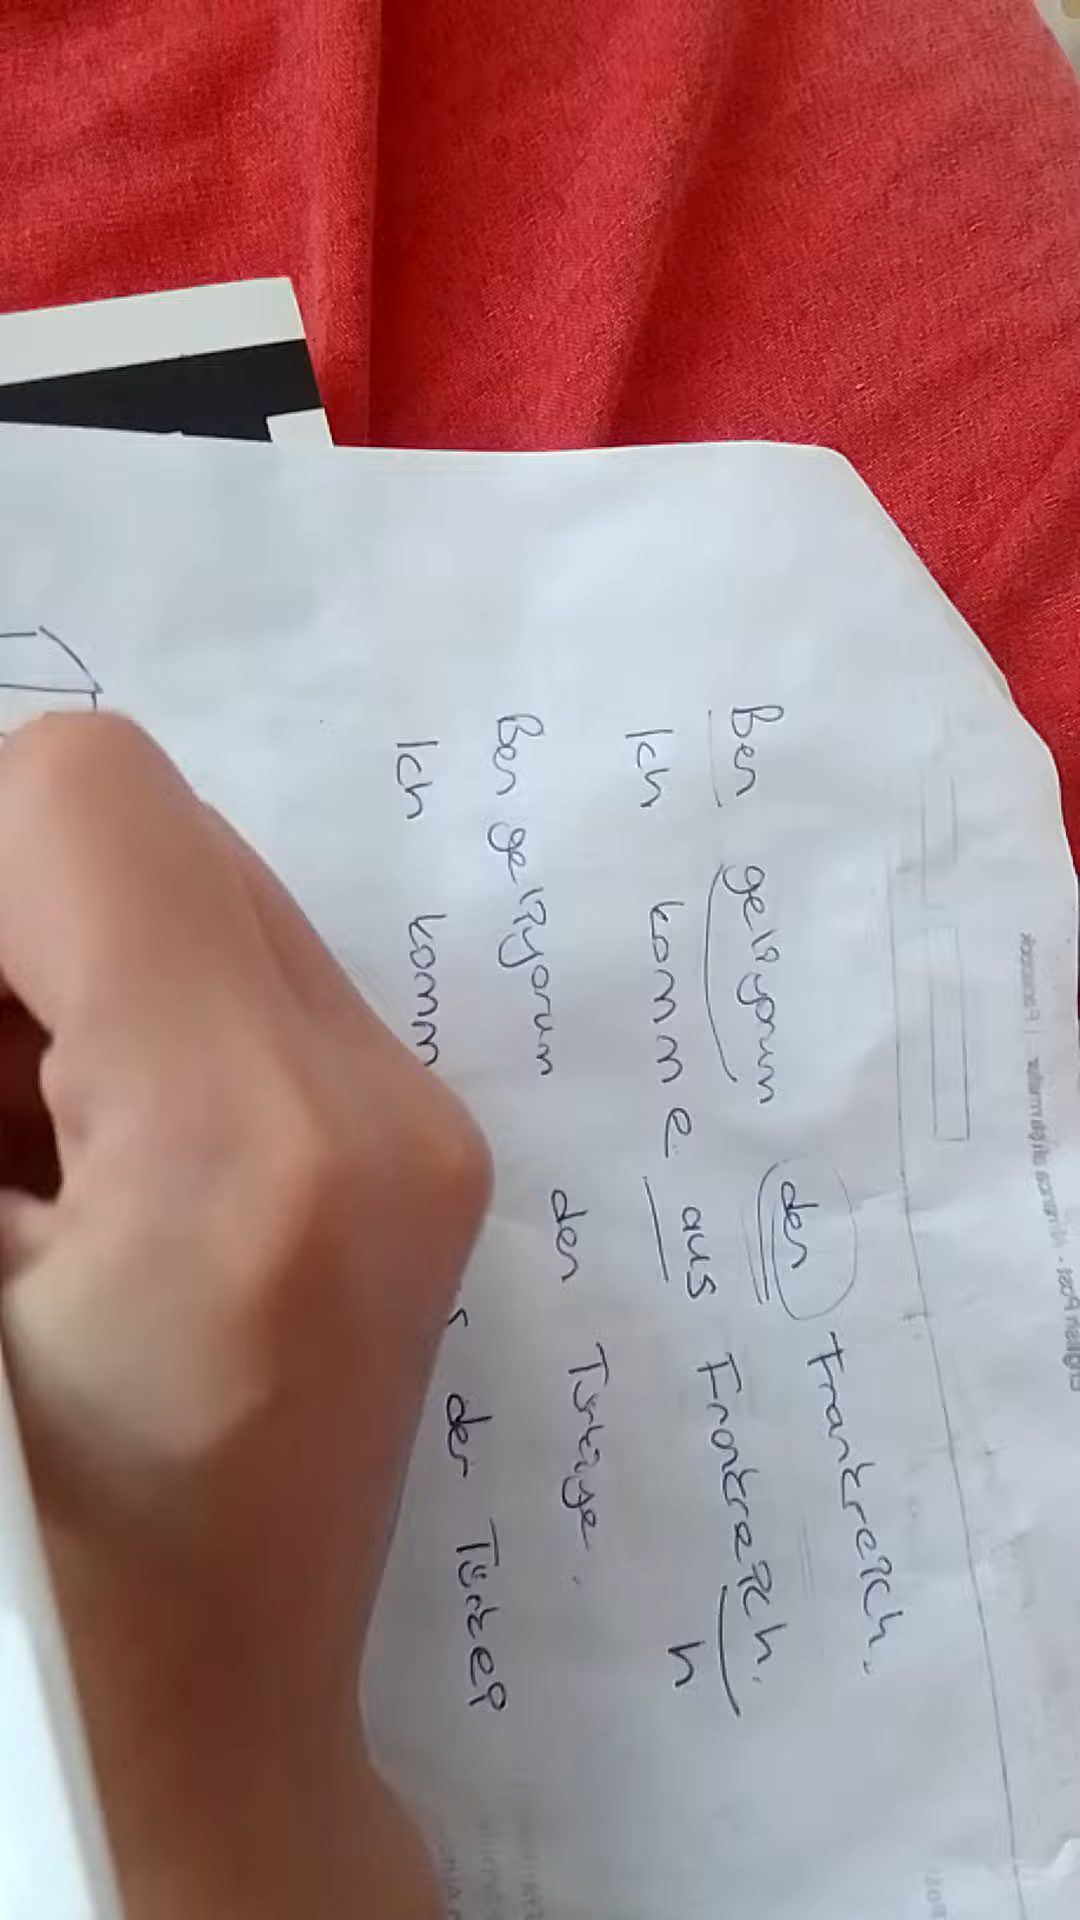 Ben geliyorum den Frankreich.
Ich komme aus Frankreich.
h
Ben geliyorum den Türkiye.
Ich komm s der Türkei